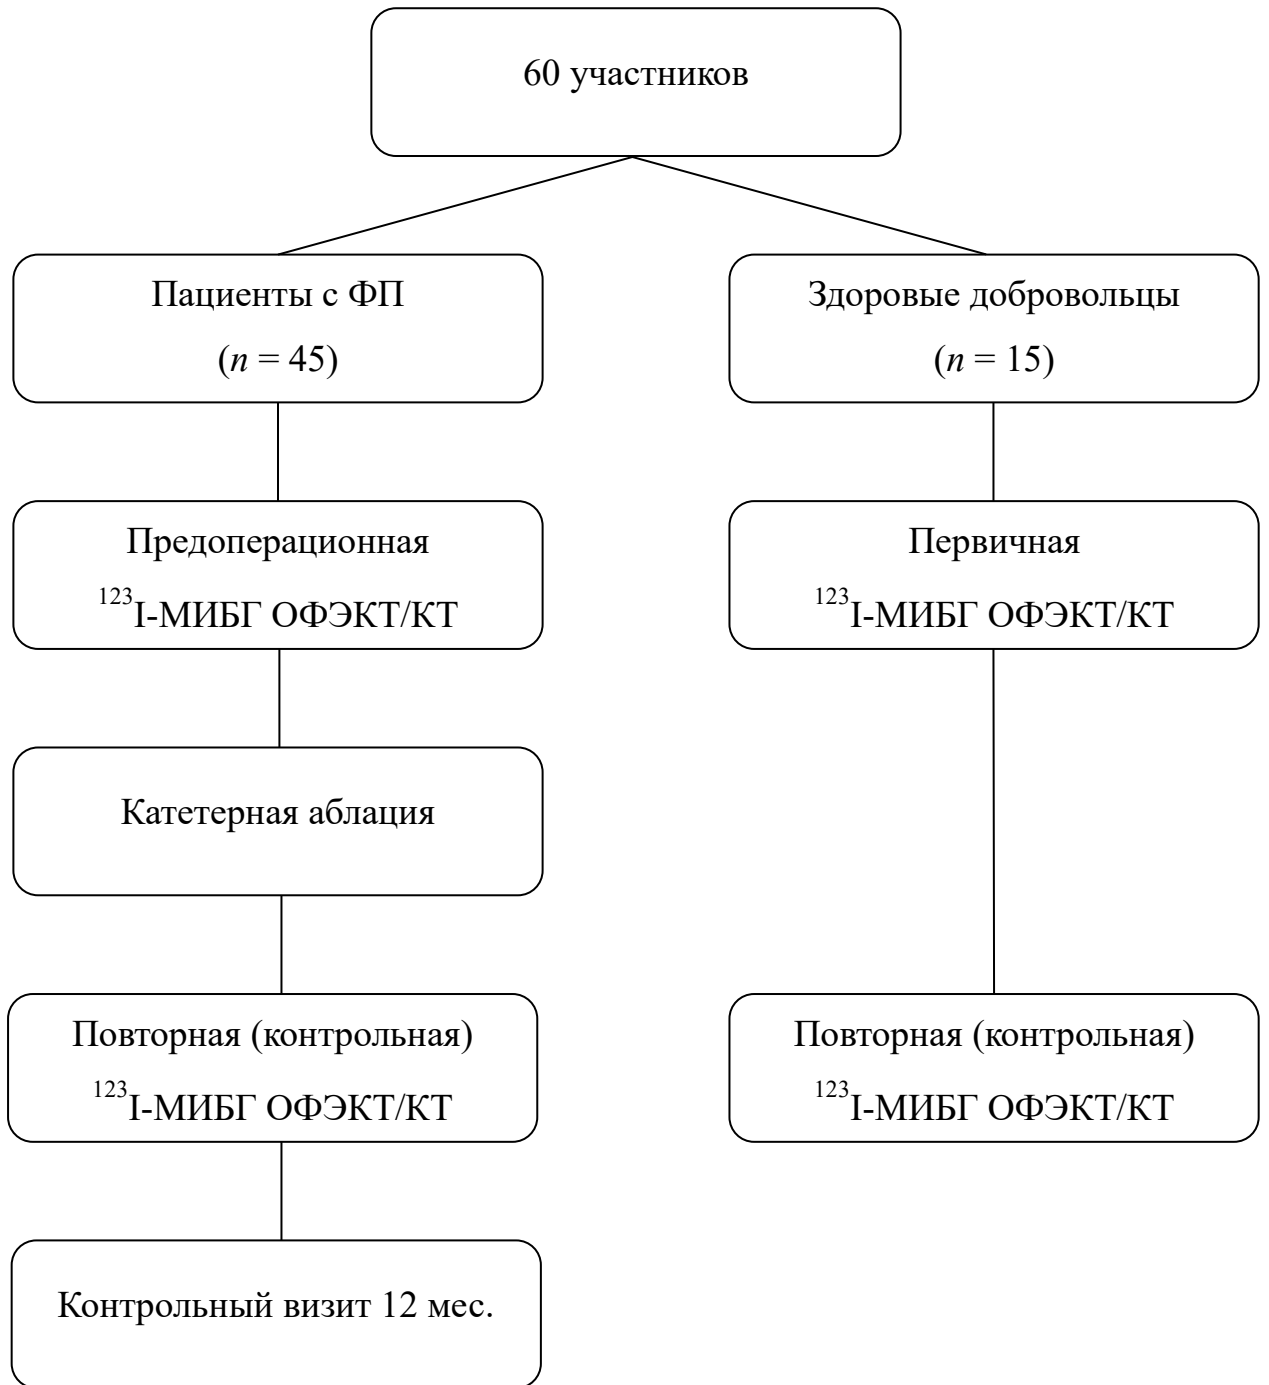 60 участников
Пациенты с ФП
(n = 45)
Здоровые добровольцы
(n = 15)
Предоперационная
¹²³I-МИБГ ОФЭКТ/КТ
Первичная
¹²³I-МИБГ ОФЭКТ/КТ
Катетерная аблация
Повторная (контрольная)
¹²³I-МИБГ ОФЭКТ/КТ
Повторная (контрольная)
¹²³I-МИБГ ОФЭКТ/КТ
Контрольный визит 12 мес.